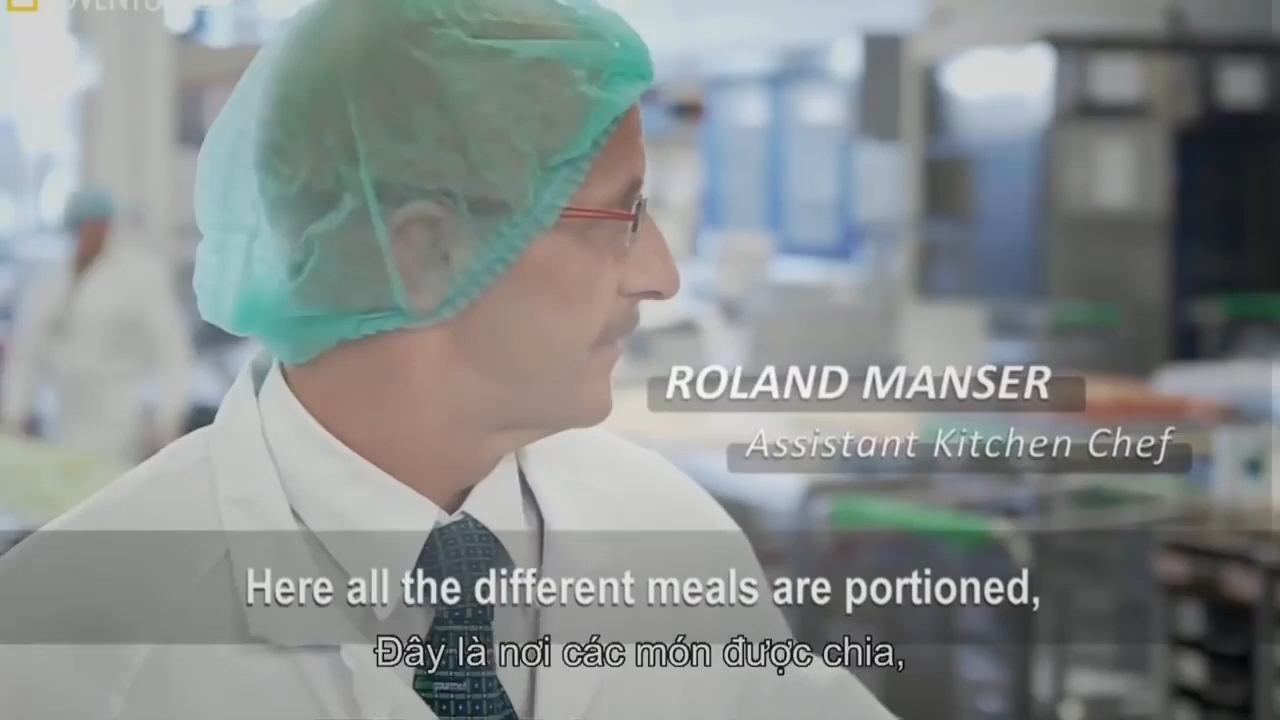 ROLAND MANSER
Assistant Kitchen Chef
Here all the different meals are portioned,
Đây là nơi các món được chia,
gourmet